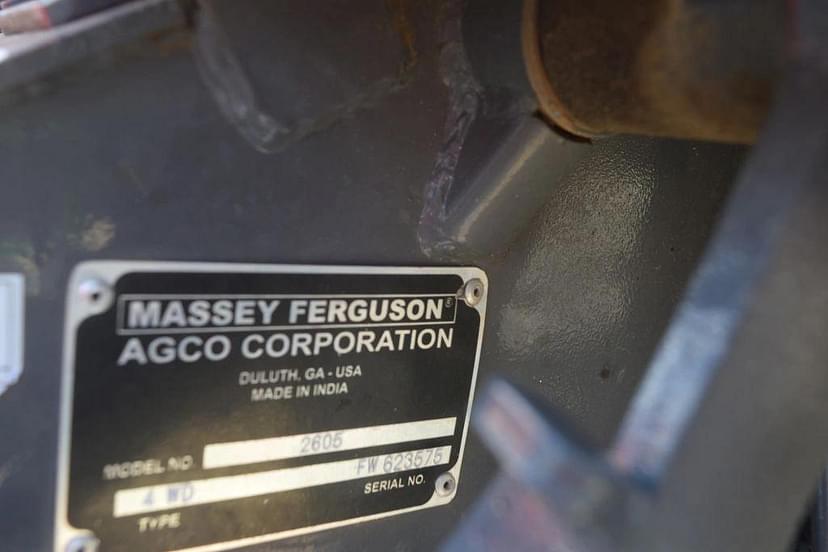 MASSEY FERGUSON®
AGCO CORPORATION
DULUTH, GA - USA
MADE IN INDIA
MODEL NO. 2605
4 WD FW 623575
TYPE SERIAL NO.